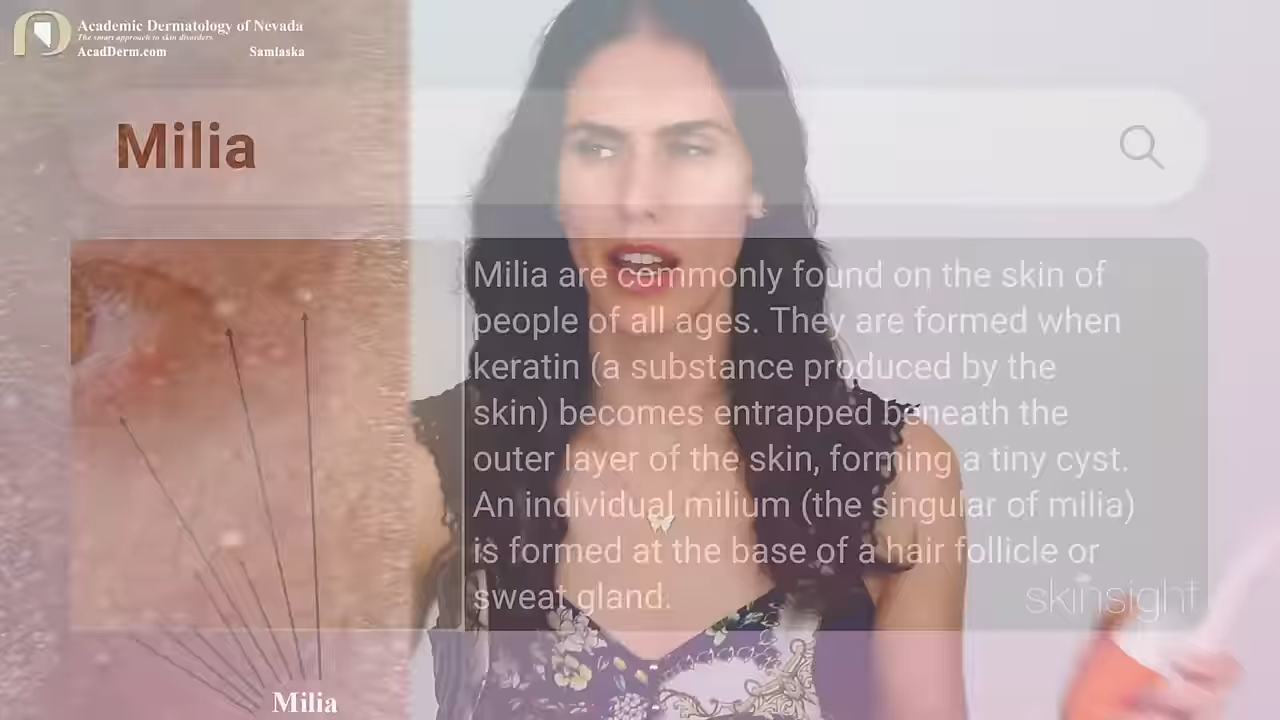 Academic Dermatology of Nevada
The smart approach to skin disorders.
AcadDerm.com Samlaska
Milia
Milia are commonly found on the skin of
people of all ages. They are formed when
keratin (a substance produced by the
skin) becomes entrapped beneath the
outer layer of the skin, forming a tiny cyst.
An individual milium (the singular of milia)
is formed at the base of a hair follicle or
sweat gland.
skinsight
Milia